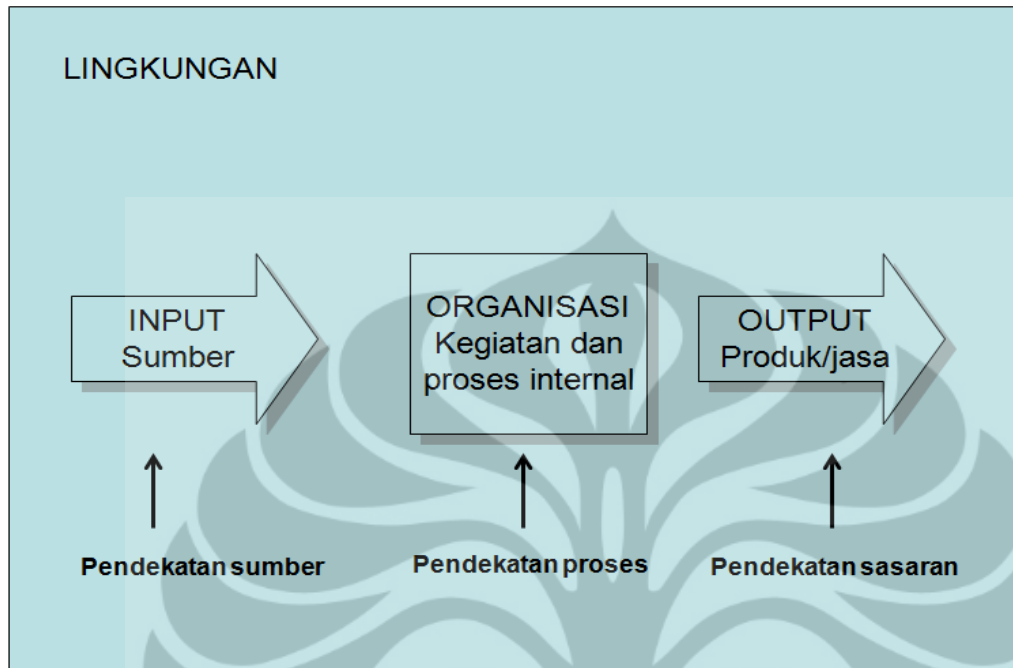 LINGKUNGAN
INPUT
Sumber
ORGANISASI
Kegiatan dan
proses internal
OUTPUT
Produk/jasa
Pendekatan sumber
Pendekatan proses
Pendekatan sasaran